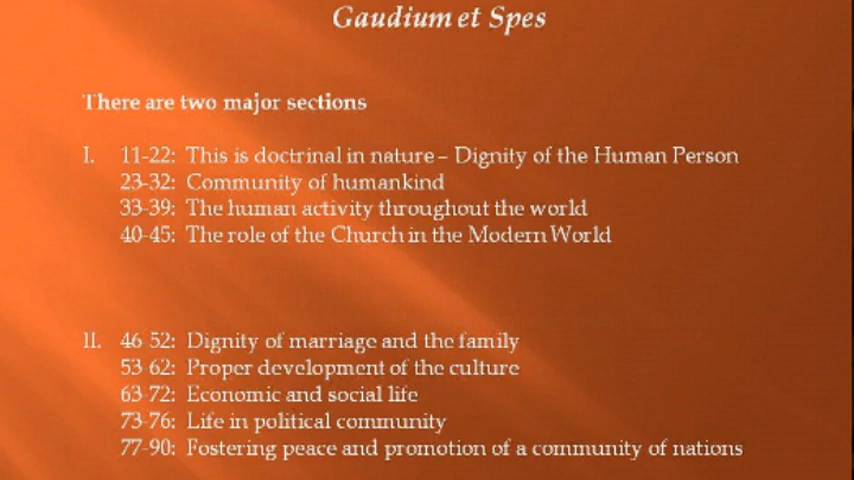 Gaudium et Spes
There are two major sections
I. 11-22: This is doctrinal in nature – Dignity of the Human Person
23-32: Community of humankind
33-39: The human activity throughout the world
40-45: The role of the Church in the Modern World
II. 46-52: Dignity of marriage and the family
53-62: Proper development of the culture
63-72: Economic and social life
73-76: Life in political community
77-90: Fostering peace and promotion of a community of nations